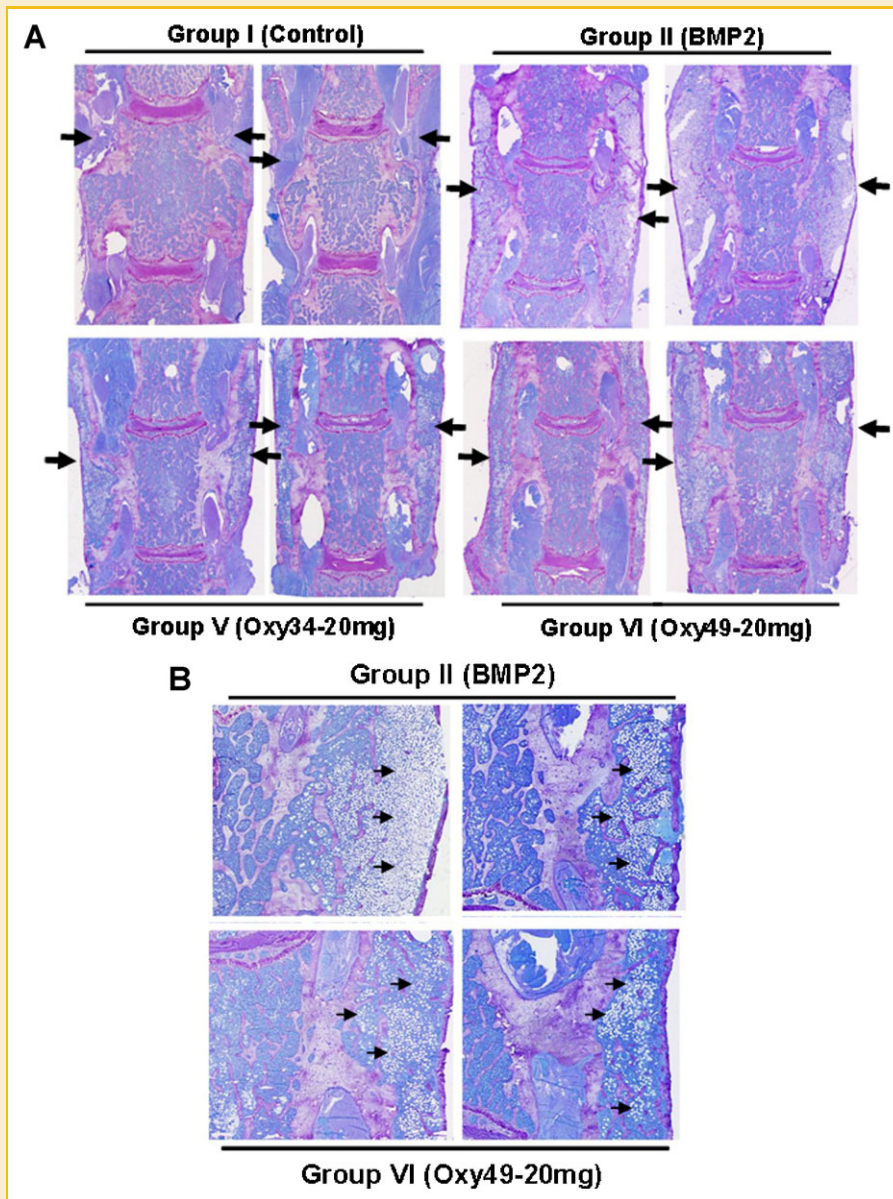 A
Group I (Control)
Group II (BMP2)
Group V (Oxy34-20mg)
Group VI (Oxy49-20mg)
B
Group II (BMP2)
Group VI (Oxy49-20mg)